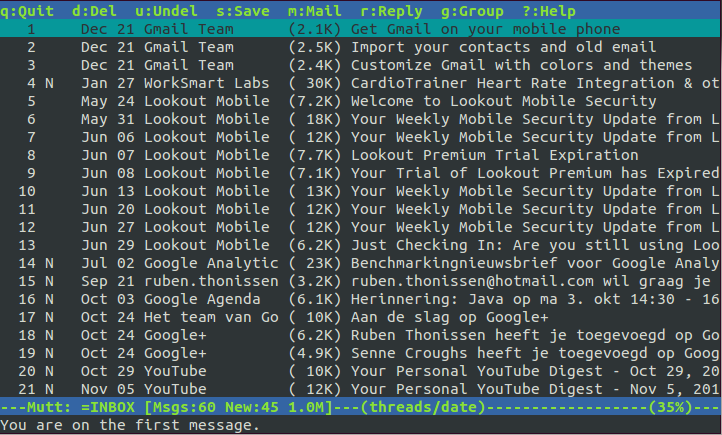 q:Quit  d:Del  u:Undel  s:Save  m:Mail  r:Reply  g:Group  ?:Help
1     Dec 21 Gmail Team      (2.1K) Get Gmail on your mobile phone
2     Dec 21 Gmail Team      (2.5K) Import your contacts and old email
3     Dec 21 Gmail Team      (2.4K) Customize Gmail with colors and themes
4 N   Jan 27 WorkSmart Labs  ( 30K) CardioTrainer Heart Rate Integration & ot
5     May 24 Lookout Mobile  (7.2K) Welcome to Lookout Mobile Security
6     May 31 Lookout Mobile  ( 18K) Your Weekly Mobile Security Update from L
7     Jun 06 Lookout Mobile  ( 12K) Your Weekly Mobile Security Update from L
8     Jun 07 Lookout Mobile  (7.7K) Lookout Premium Trial Expiration
9     Jun 08 Lookout Mobile  (7.1K) Your Trial of Lookout Premium has Expired
10     Jun 13 Lookout Mobile  ( 13K) Your Weekly Mobile Security Update from L
11     Jun 20 Lookout Mobile  ( 12K) Your Weekly Mobile Security Update from L
12     Jun 27 Lookout Mobile  ( 12K) Your Weekly Mobile Security Update from L
13     Jun 29 Lookout Mobile  (6.2K) Just Checking In: Are you still using Loo
14 N   Jul 02 Google Analytic ( 23K) Benchmarkingnieuwsbrief voor Google Analy
15 N   Sep 21 ruben.thonissen (3.2K) ruben.thonissen@hotmail.com wil graag je
16 N   Oct 03 Google Agenda   (6.1K) Herinnering: Java op ma 3. okt 14:30 - 16
17 N   Oct 24 Het team van Go ( 10K) Aan de slag op Google+
18 N   Oct 24 Google+         (6.2K) Ruben Thonissen heeft je toegevoegd op Go
19 N   Oct 24 Google+         (4.9K) Senne Croughs heeft je toegevoegd op Goog
20 N   Oct 29 YouTube         ( 10K) Your Personal YouTube Digest - Oct 29, 20
21 N   Nov 05 YouTube         ( 12K) Your Personal YouTube Digest - Nov 5, 201
---Mutt: =INBOX [Msgs:60 New:45 1.0M]---(threads/date)------------------(35%)---
You are on the first message.